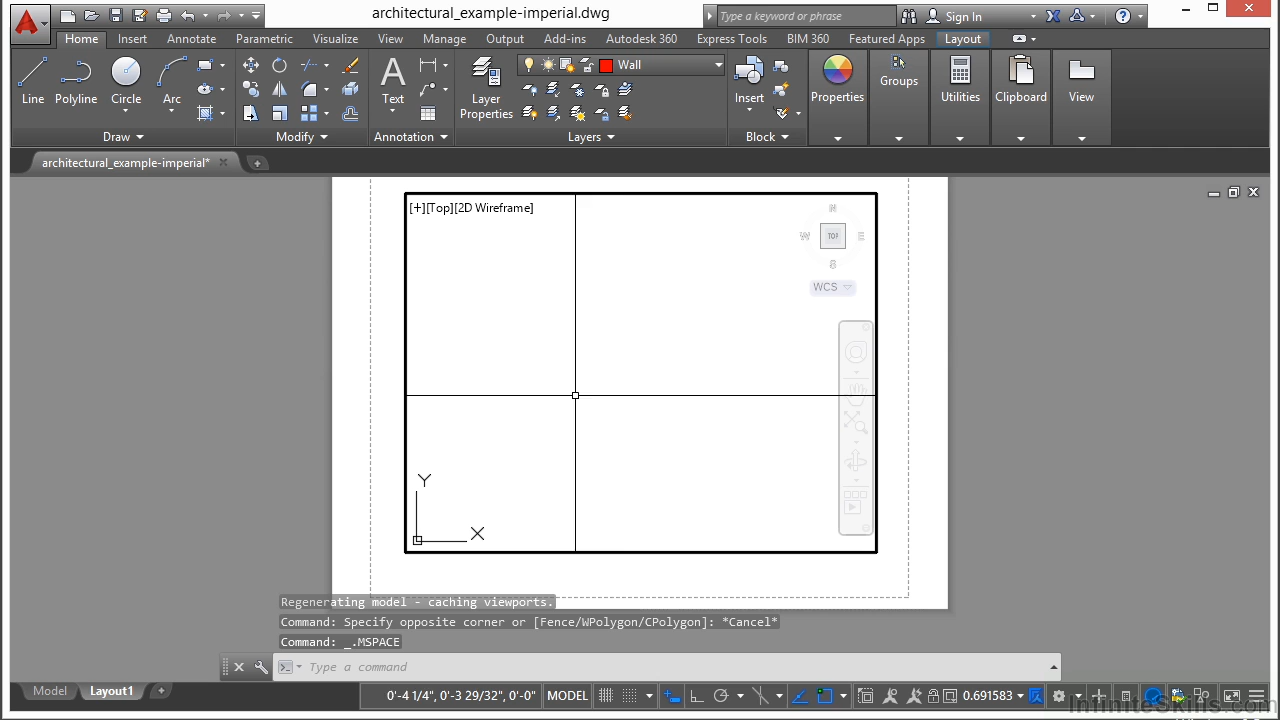 architectural_example-imperial.dwg
Type a keyword or phrase
Sign In
Home Insert Annotate Parametric Visualize View Manage Output Add-ins Autodesk 360 Express Tools BIM 360 Featured Apps Layout
Wall
Line Polyline Circle Arc Text Layer Properties Insert Properties Groups Utilities Clipboard View
Draw Modify Annotation Layers Block
architectural_example-imperial*
[+][Top][2D Wireframe]
N
W TOP E
S
WCS
Y
X
Regenerating model - caching viewports.
Command: Specify opposite corner or [Fence/WPolygon/CPolygon]: *Cancel*
Command: _.MSPACE
Type a command
Model Layout1 0'-4 1/4", 0'-3 29/32", 0'-0" MODEL 0.691583
InfiniteSkills.com